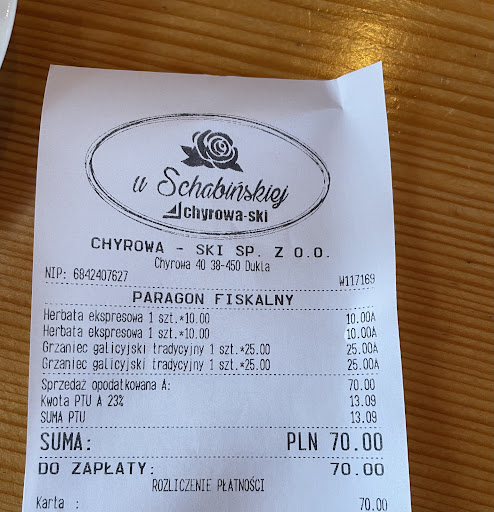 u Schabińskiej
chyrowa-ski
CHYROWA - SKI SP. Z O.O.
Chyrowa 40 38-450 Dukla
NIP: 6842407627 W117169
PARAGON FISKALNY
Herbata ekspresowa 1 szt.*10.00 10.00A
Herbata ekspresowa 1 szt.*10.00 10.00A
Grzaniec galicyjski tradycyjny 1 szt.*25.00 25.00A
Grzaniec galicyjski tradycyjny 1 szt.*25.00 25.00A
Sprzedaż opodatkowana A: 70.00
Kwota PTU A 23% 13.09
SUMA PTU 13.09
SUMA: PLN 70.00
DO ZAPŁATY: 70.00
ROZLICZENIE PŁATNOŚCI
Karta : 70.00